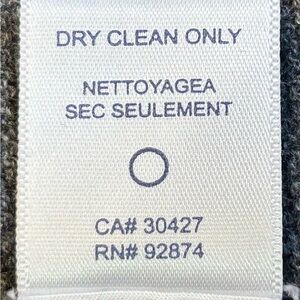 DRY CLEAN ONLY
NETTOYAGEA
SEC SEULEMENT
CA# 30427
RN# 92874